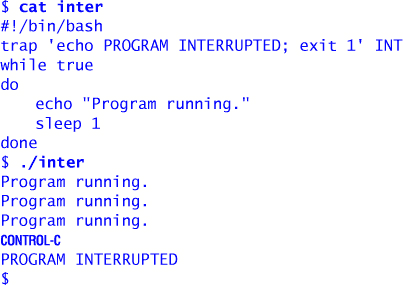 $ cat inter
#!/bin/bash
trap 'echo PROGRAM INTERRUPTED; exit 1' INT
while true
do
    echo "Program running."
    sleep 1
done
$ ./inter
Program running.
Program running.
Program running.
CONTROL-C
PROGRAM INTERRUPTED
$